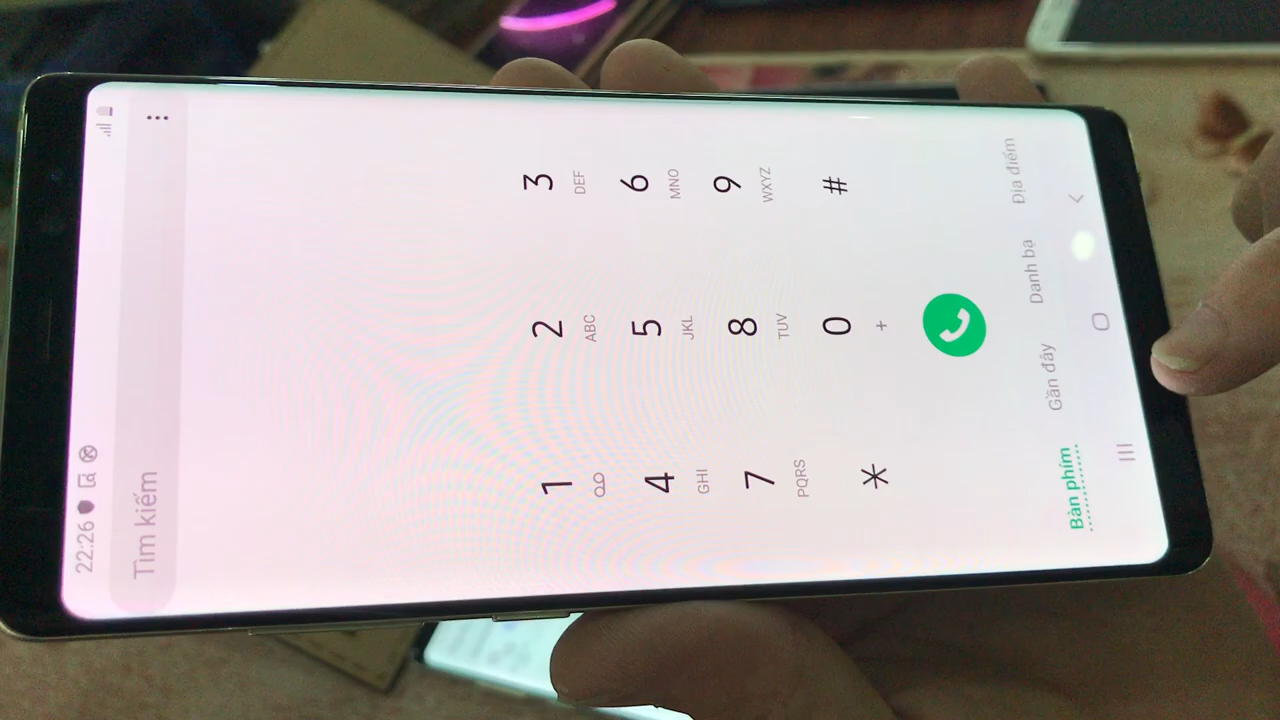 22:26
Tìm kiếm
1
2 ABC
3 DEF
4 GHI
5 JKL
6 MNO
7 PQRS
8 TUV
9 WXYZ
*
0 +
#
Bàn phím
Gần đây
Danh bạ
Địa điểm